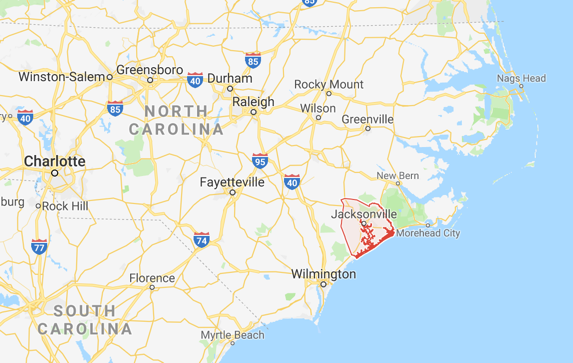 85
85
Winston-Salem
Greensboro
40
Durham
Rocky Mount
Nags Head
40
85
Raleigh
Wilson
NORTH
CAROLINA
Greenville
Charlotte
95
40
New Bern
Fayetteville
burg
Rock Hill
Jacksonville
Morehead City
77
74
Wilmington
Florence
SOUTH
CAROLINA
Myrtle Beach